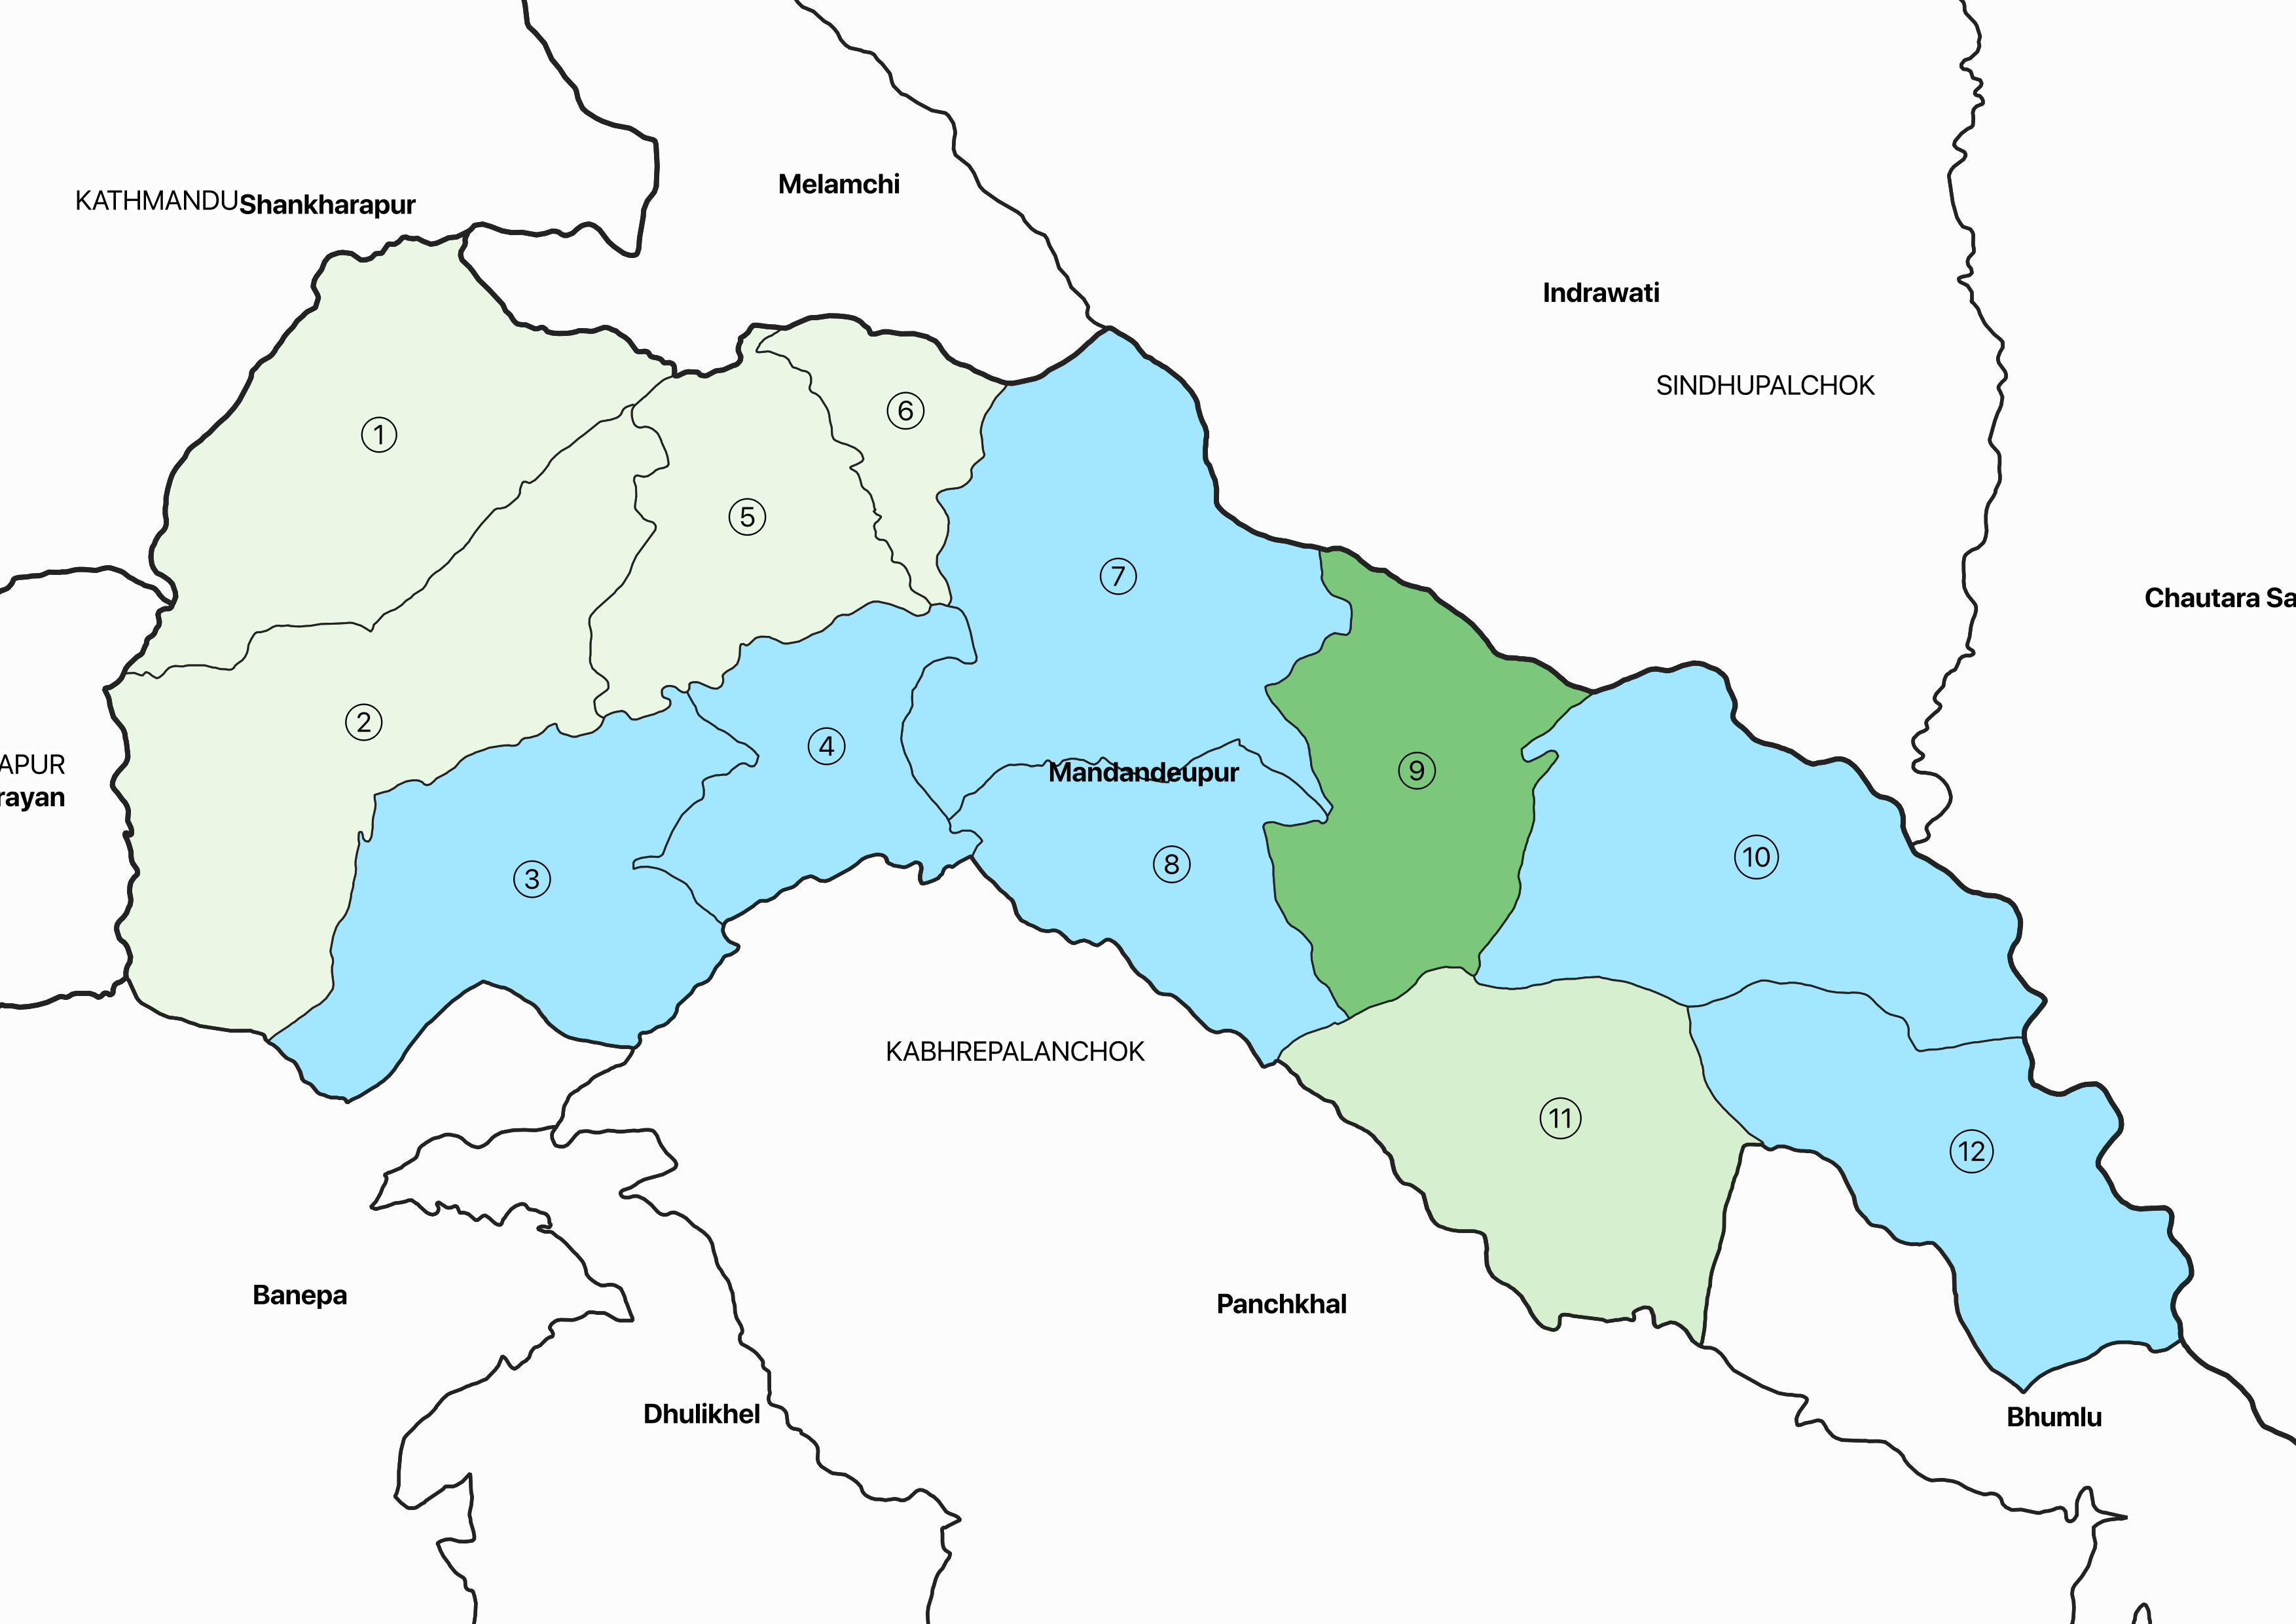 Melamchi
KATHMANDU
Shankharapur
Indrawati
SINDHUPALCHOK
6
1
5
7
Chautara Sa
2
4
APUR
Mandandeupur
9
rayan
10
8
3
KABHREPALANCHOK
11
12
Banepa
Panchkhal
Dhulikhel
Bhumlu